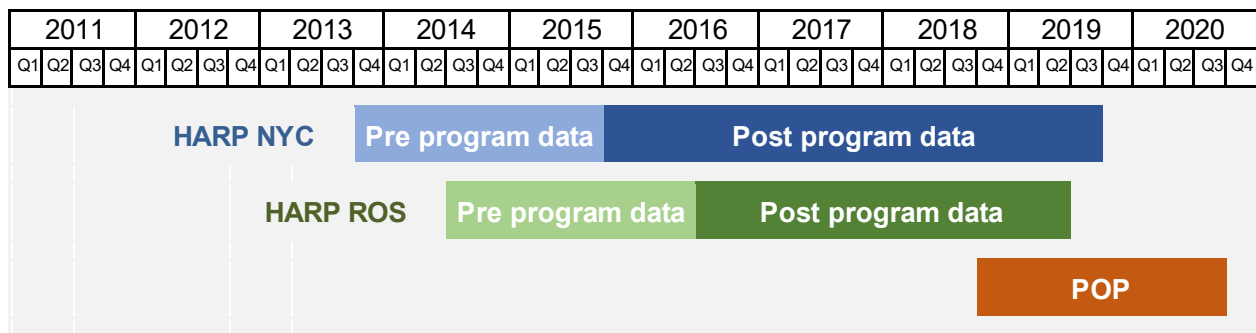 2011 2012 2013 2014 2015 2016 2017 2018 2019 2020
Q1 Q2 Q3 Q4 Q1 Q2 Q3 Q4 Q1 Q2 Q3 Q4 Q1 Q2 Q3 Q4 Q1 Q2 Q3 Q4 Q1 Q2 Q3 Q4 Q1 Q2 Q3 Q4 Q1 Q2 Q3 Q4 Q1 Q2 Q3 Q4 Q1 Q2 Q3 Q4
HARP NYC Pre program data Post program data
HARP ROS Pre program data Post program data
POP